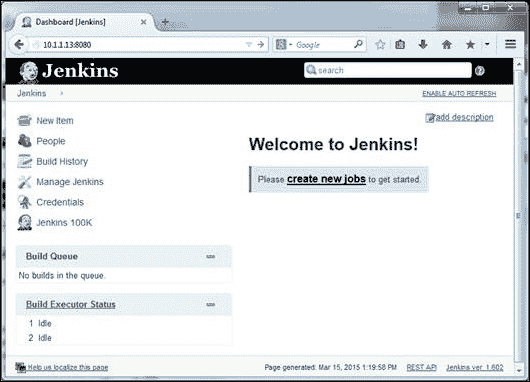 Dashboard [Jenkins]
10.1.1.13:8080
Google
Jenkins
search
Jenkins
ENABLE AUTO REFRESH
add description
New Item
People
Build History
Manage Jenkins
Credentials
Jenkins 100K
Welcome to Jenkins!
Please create new jobs to get started.
Build Queue
No builds in the queue.
Build Executor Status
1 Idle
2 Idle
Help us localize this page
Page generated: Mar 15, 2015 1:19:58 PM
REST API
Jenkins ver. 1.602